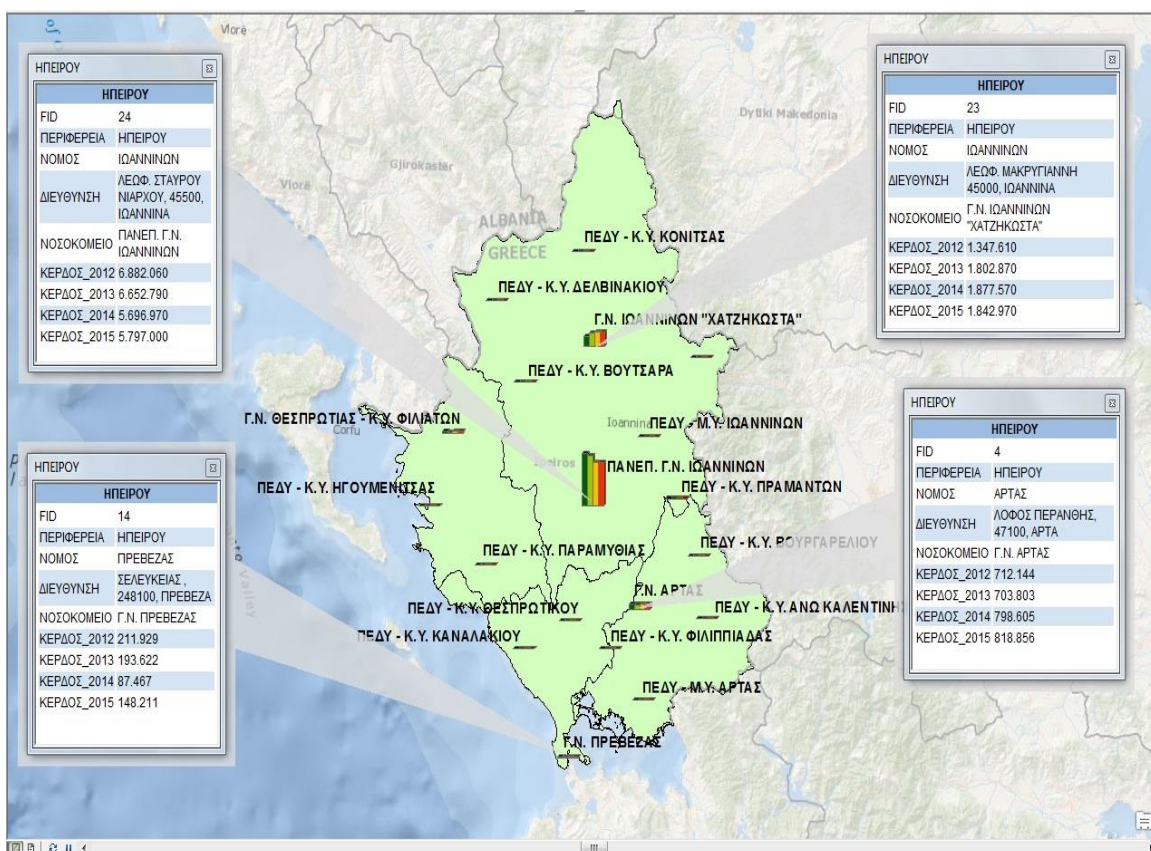 of
Vlorë
Dytiki Makedonia
Gjirokastër
Vlorë
ALBANIA
GREECE
Ioannina
Ipeiros
Corfu
Valley
ΗΠΕΙΡΟΥ
ΗΠΕΙΡΟΥ
FID 24
ΠΕΡΙΦΕΡΕΙΑ ΗΠΕΙΡΟΥ
ΝΟΜΟΣ ΙΩΑΝΝΙΝΩΝ
ΔΙΕΥΘΥΝΣΗ ΛΕΩΦ. ΣΤΑΥΡΟΥ
ΝΙΑΡΧΟΥ, 45500,
ΙΩΑΝΝΙΝΑ
ΝΟΣΟΚΟΜΕΙΟ ΠΑΝΕΠ. Γ.Ν.
ΙΩΑΝΝΙΝΩΝ
ΚΕΡΔΟΣ_2012 6.882.060
ΚΕΡΔΟΣ_2013 6.652.790
ΚΕΡΔΟΣ_2014 5.696.970
ΚΕΡΔΟΣ_2015 5.797.000
ΗΠΕΙΡΟΥ
ΗΠΕΙΡΟΥ
FID 23
ΠΕΡΙΦΕΡΕΙΑ ΗΠΕΙΡΟΥ
ΝΟΜΟΣ ΙΩΑΝΝΙΝΩΝ
ΔΙΕΥΘΥΝΣΗ ΛΕΩΦ. ΜΑΚΡΥΓΙΑΝΝΗ
45000, ΙΩΑΝΝΙΝΑ
ΝΟΣΟΚΟΜΕΙΟ Γ.Ν. ΙΩΑΝΝΙΝΩΝ
"ΧΑΤΖΗΚΩΣΤΑ"
ΚΕΡΔΟΣ_2012 1.347.610
ΚΕΡΔΟΣ_2013 1.802.870
ΚΕΡΔΟΣ_2014 1.877.570
ΚΕΡΔΟΣ_2015 1.842.970
ΠΕΔΥ - Κ.Υ. ΚΟΝΙΤΣΑΣ
ΠΕΔΥ - Κ.Υ. ΔΕΛΒΙΝΑΚΙΟΥ
Γ.Ν. ΙΩΑΝΝΙΝΩΝ "ΧΑΤΖΗΚΩΣΤΑ"
ΠΕΔΥ - Κ.Υ. ΒΟΥΤΣΑΡΑ
Γ.Ν. ΘΕΣΠΡΩΤΙΑΣ - Κ.Υ. ΦΙΛΙΑΤΩΝ
ΠΕΔΥ - Μ.Υ. ΙΩΑΝΝΙΝΩΝ
ΠΑΝΕΠ. Γ.Ν. ΙΩΑΝΝΙΝΩΝ
ΠΕΔΥ - Κ.Υ. ΗΓΟΥΜΕΝΙΤΣΑΣ
ΠΕΔΥ - Κ.Υ. ΠΡΑΜΑΝΤΩΝ
ΠΕΔΥ - Κ.Υ. ΠΑΡΑΜΥΘΙΑΣ
ΠΕΔΥ - Κ.Υ. ΒΟΥΡΓΑΡΕΛΙΟΥ
Γ.Ν. ΑΡΤΑΣ
ΠΕΔΥ - Κ.Υ. ΘΕΣΠΡΩΤΙΚΟΥ
ΠΕΔΥ - Κ.Υ. ΑΝΩ ΚΑΛΕΝΤΙΝΗΣ
ΠΕΔΥ - Κ.Υ. ΚΑΝΑΛΑΚΙΟΥ
ΠΕΔΥ - Κ.Υ. ΦΙΛΙΠΠΙΑΔΑΣ
ΠΕΔΥ - Μ.Υ. ΑΡΤΑΣ
Γ.Ν. ΠΡΕΒΕΖΑΣ
ΗΠΕΙΡΟΥ
ΗΠΕΙΡΟΥ
FID 14
ΠΕΡΙΦΕΡΕΙΑ ΗΠΕΙΡΟΥ
ΝΟΜΟΣ ΠΡΕΒΕΖΑΣ
ΔΙΕΥΘΥΝΣΗ ΣΕΛΕΥΚΕΙΑΣ ,
248100, ΠΡΕΒΕΖΑ
ΝΟΣΟΚΟΜΕΙΟ Γ.Ν. ΠΡΕΒΕΖΑΣ
ΚΕΡΔΟΣ_2012 211.929
ΚΕΡΔΟΣ_2013 193.622
ΚΕΡΔΟΣ_2014 87.467
ΚΕΡΔΟΣ_2015 148.211
ΗΠΕΙΡΟΥ
ΗΠΕΙΡΟΥ
FID 4
ΠΕΡΙΦΕΡΕΙΑ ΗΠΕΙΡΟΥ
ΝΟΜΟΣ ΑΡΤΑΣ
ΔΙΕΥΘΥΝΣΗ ΛΟΦΟΣ ΠΕΡΑΝΘΗΣ,
47100, ΑΡΤΑ
ΝΟΣΟΚΟΜΕΙΟ Γ.Ν. ΑΡΤΑΣ
ΚΕΡΔΟΣ_2012 712.144
ΚΕΡΔΟΣ_2013 703.803
ΚΕΡΔΟΣ_2014 798.605
ΚΕΡΔΟΣ_2015 818.856